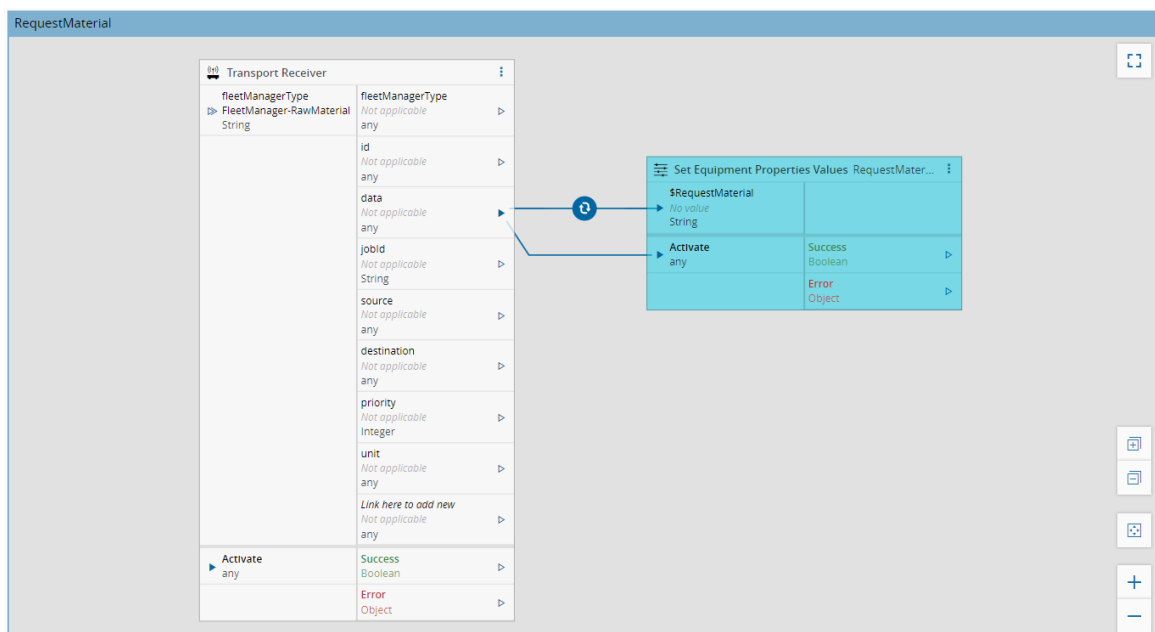 RequestMaterial
Transport Receiver
fleetManagerType
FleetManager-RawMaterial
String
fleetManagerType
Not applicable
any
id
Not applicable
any
data
Not applicable
any
jobId
Not applicable
String
source
Not applicable
any
destination
Not applicable
any
priority
Not applicable
Integer
unit
Not applicable
any
Link here to add new
Not applicable
any
Activate
any
Success
Boolean
Error
Object
Set Equipment Properties Values RequestMater...
$RequestMaterial
No value
String
Activate
any
Success
Boolean
Error
Object